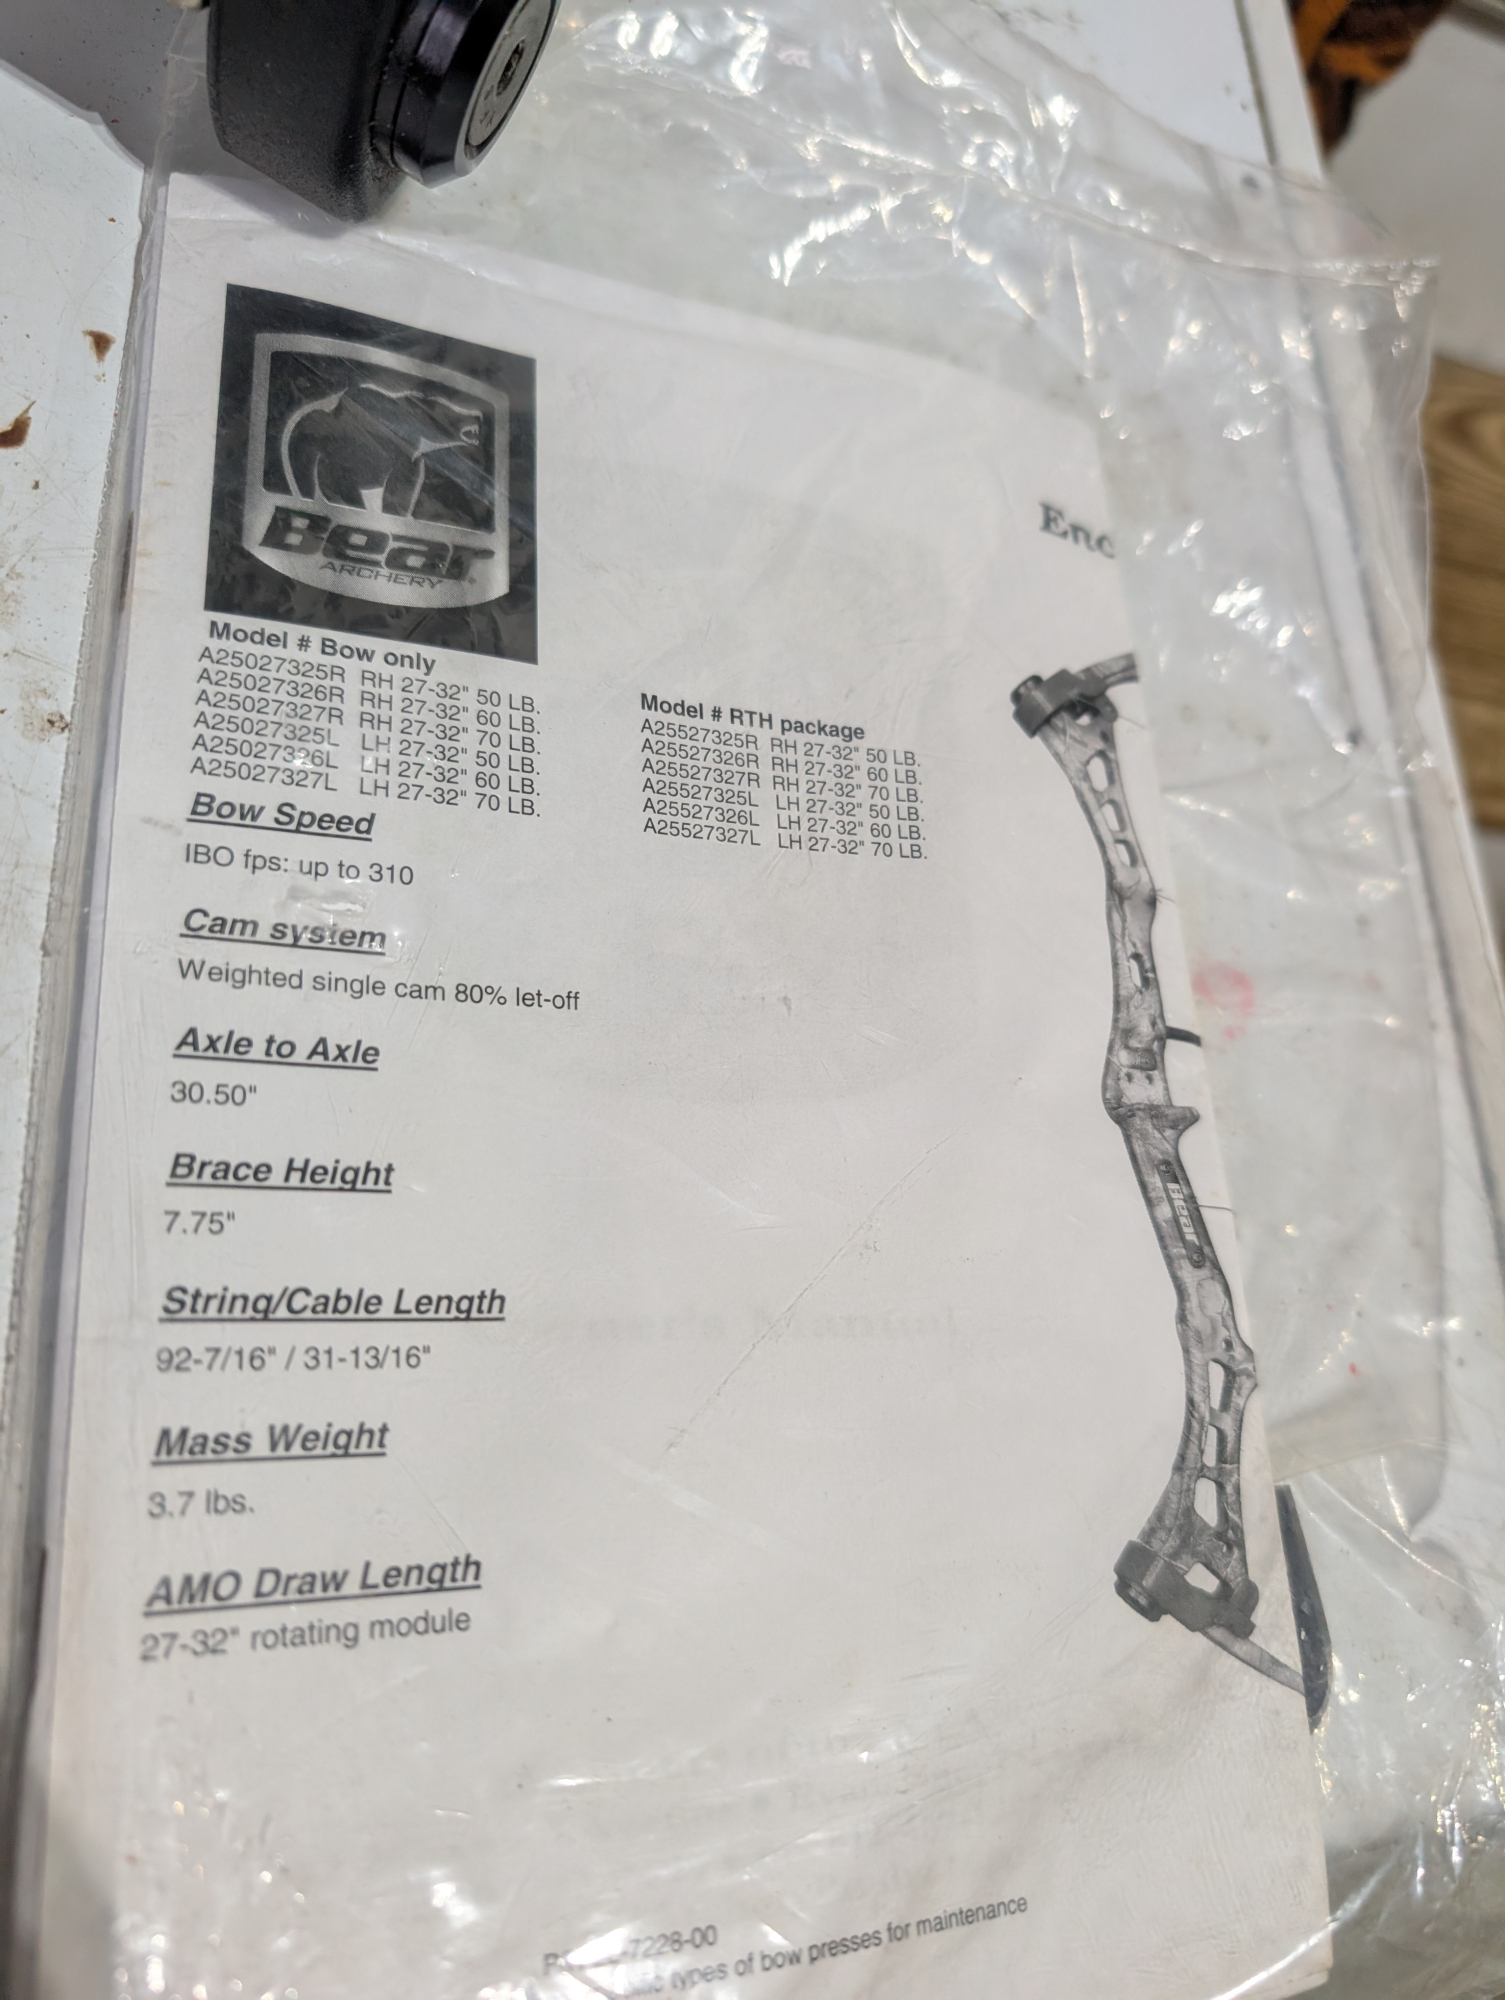 Bear
ARCHERY
Enc
Model # Bow only
A25027325R RH 27-32" 50 LB.
A25027326R RH 27-32" 60 LB.
A25027327R RH 27-32" 70 LB.
A25027325L LH 27-32" 50 LB.
A25027326L LH 27-32" 60 LB.
A25027327L LH 27-32" 70 LB.
Model # RTH package
A25527325R RH 27-32" 50 LB.
A25527326R RH 27-32" 60 LB.
A25527327R RH 27-32" 70 LB.
A25527325L LH 27-32" 50 LB.
A25527326L LH 27-32" 60 LB.
A25527327L LH 27-32" 70 LB.
Bow Speed
IBO fps: up to 310
Cam system
Weighted single cam 80% let-off
Axle to Axle
30.50"
Brace Height
7.75"
String/Cable Length
92-7/16" / 31-13/16"
Mass Weight
3.7 lbs.
AMO Draw Length
27-32" rotating module
Bear
-7228-00
types of bow presses for maintenance